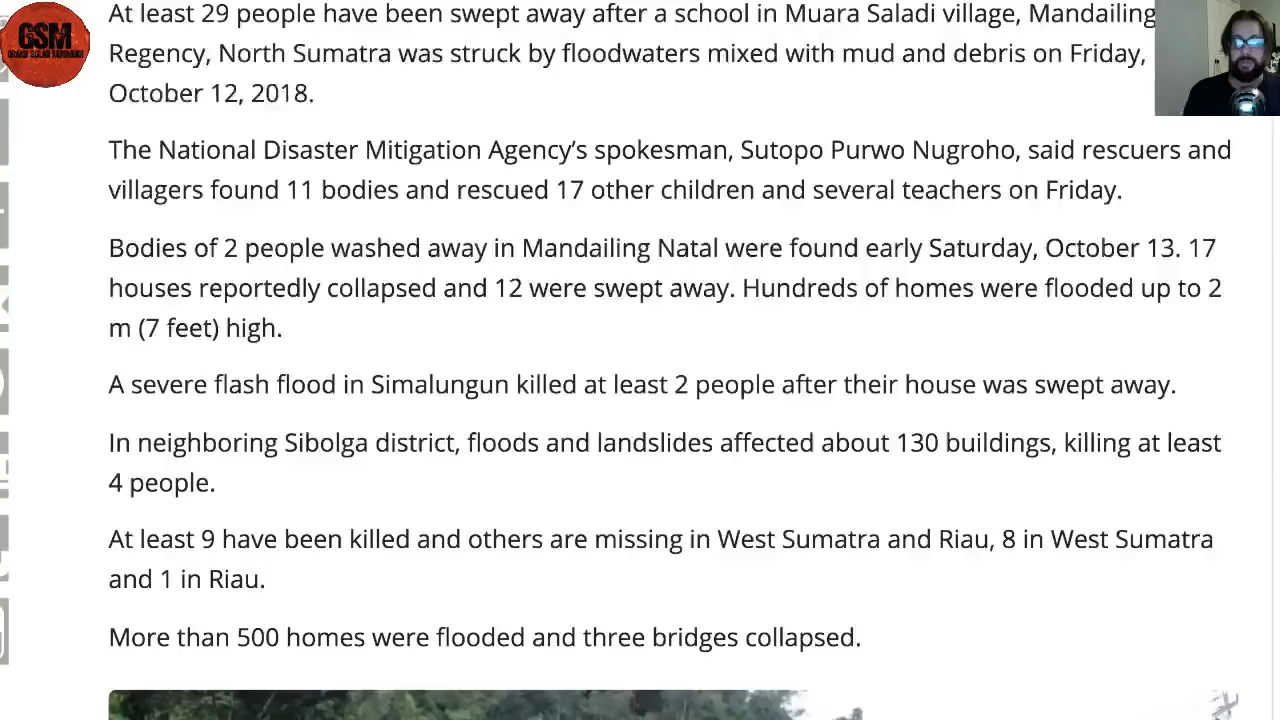 GSM
GRAND SOLAR MINIMUM
At least 29 people have been swept away after a school in Muara Saladi village, Mandailing
Regency, North Sumatra was struck by floodwaters mixed with mud and debris on Friday,
October 12, 2018.
The National Disaster Mitigation Agency’s spokesman, Sutopo Purwo Nugroho, said rescuers and
villagers found 11 bodies and rescued 17 other children and several teachers on Friday.
Bodies of 2 people washed away in Mandailing Natal were found early Saturday, October 13. 17
houses reportedly collapsed and 12 were swept away. Hundreds of homes were flooded up to 2
m (7 feet) high.
A severe flash flood in Simalungun killed at least 2 people after their house was swept away.
In neighboring Sibolga district, floods and landslides affected about 130 buildings, killing at least
4 people.
At least 9 have been killed and others are missing in West Sumatra and Riau, 8 in West Sumatra
and 1 in Riau.
More than 500 homes were flooded and three bridges collapsed.